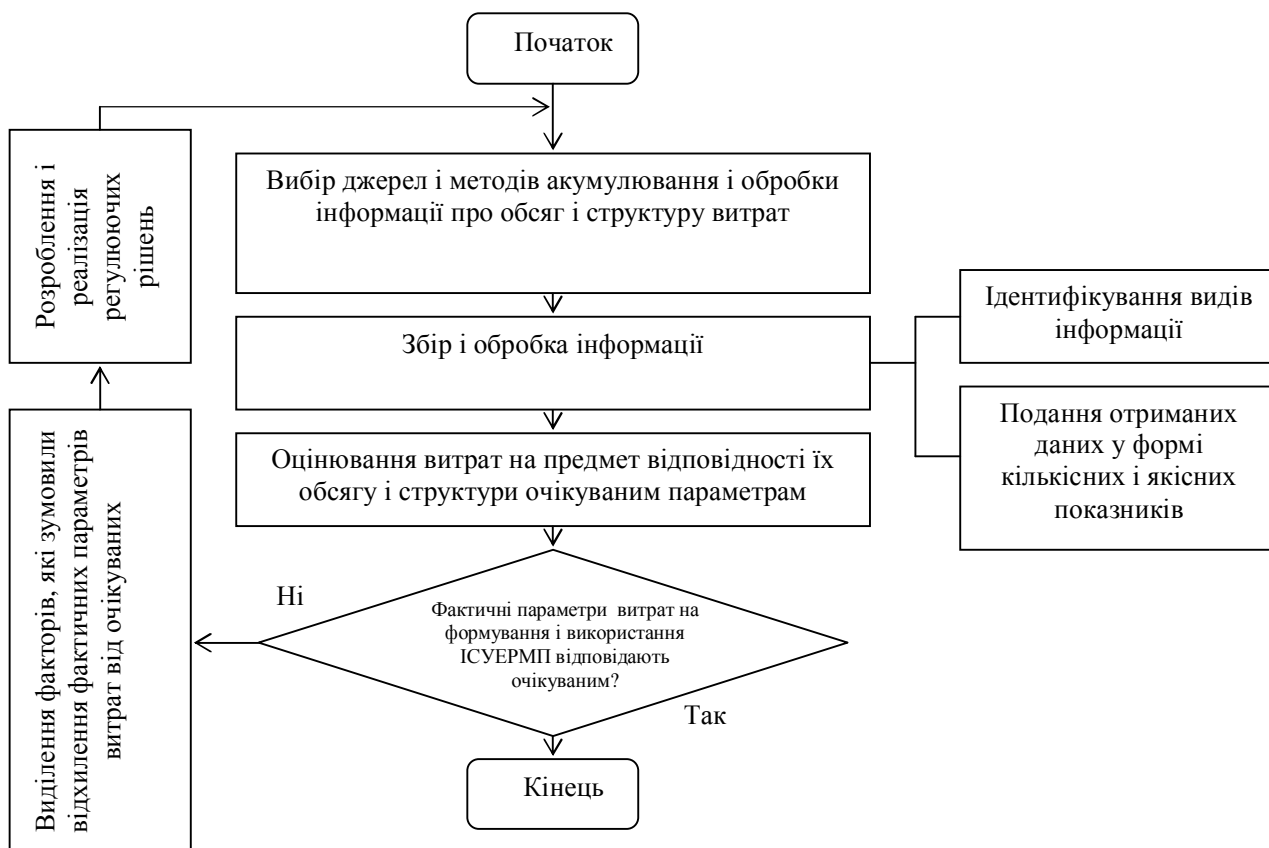 Початок
Розроблення і
реалізація
регулюючих
рішень
Вибір джерел і методів акумулювання і обробки
інформації про обсяг і структуру витрат
Ідентифікування видів
інформації
Збір і обробка інформації
Подання отриманих
даних у формі
кількісних і якісних
показників
Оцінювання витрат на предмет відповідності їх
обсягу і структури очікуваним параметрам
Виділення факторів, які зумовили
відхилення фактичних параметрів
витрат від очікуваних
Ні
Фактичні параметри витрат на
формування і використання
ІСУЕРМП відповідають
очікуваним?
Так
Кінець